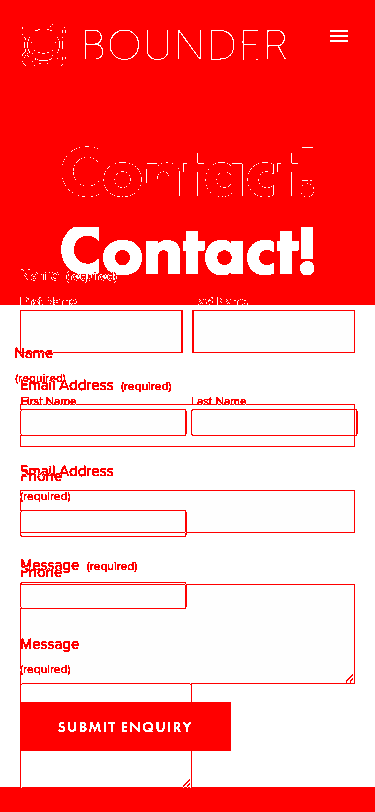 BOUNDER
Contact!
Contact!
Name (required)
First Name Last Name
Name
(required)
Email Address (required)
First Name Last Name
Email Address
Phone
(required)
Message (required)
Phone
Message
(required)
SUBMIT ENQUIRY